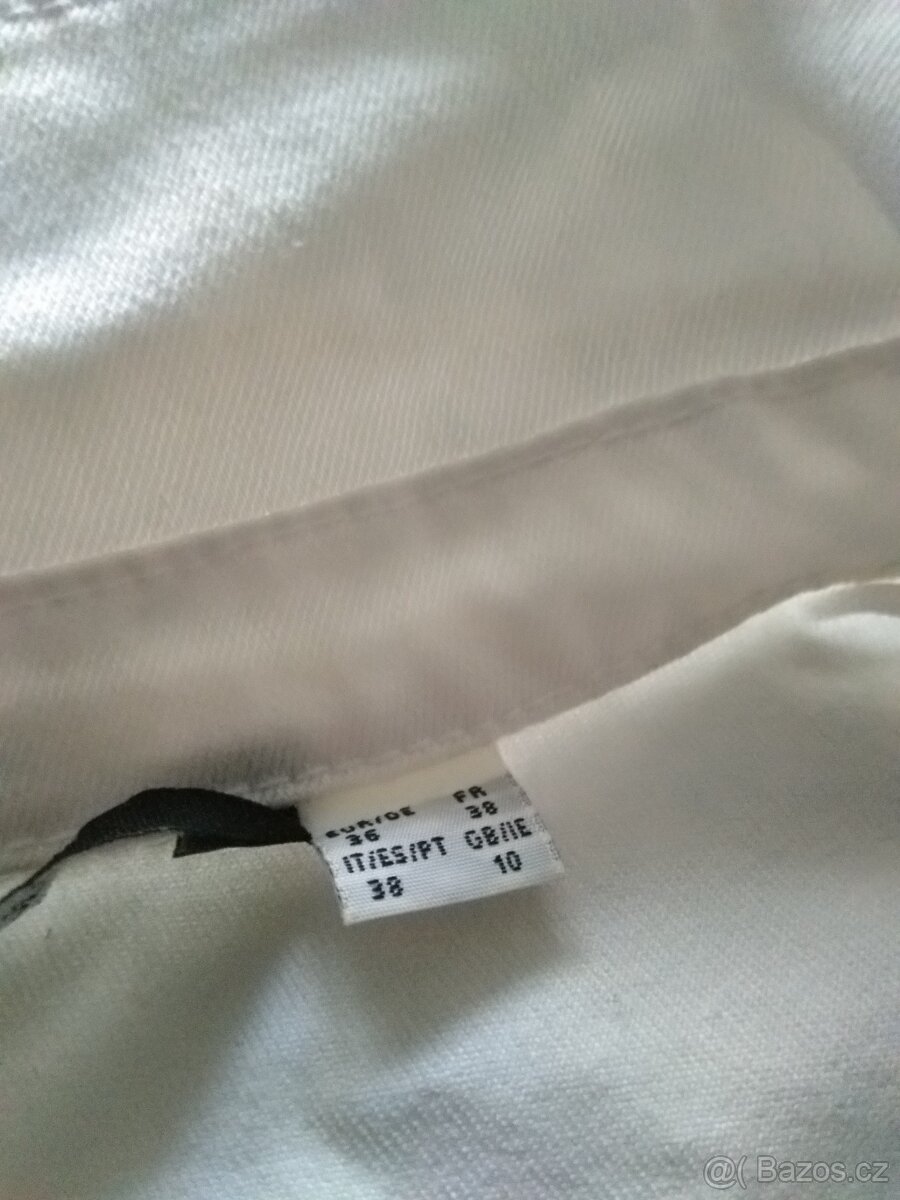 EUR/DE FR
36 38
IT/ES/PT GB/IE
38 10
@( Bazos.cz